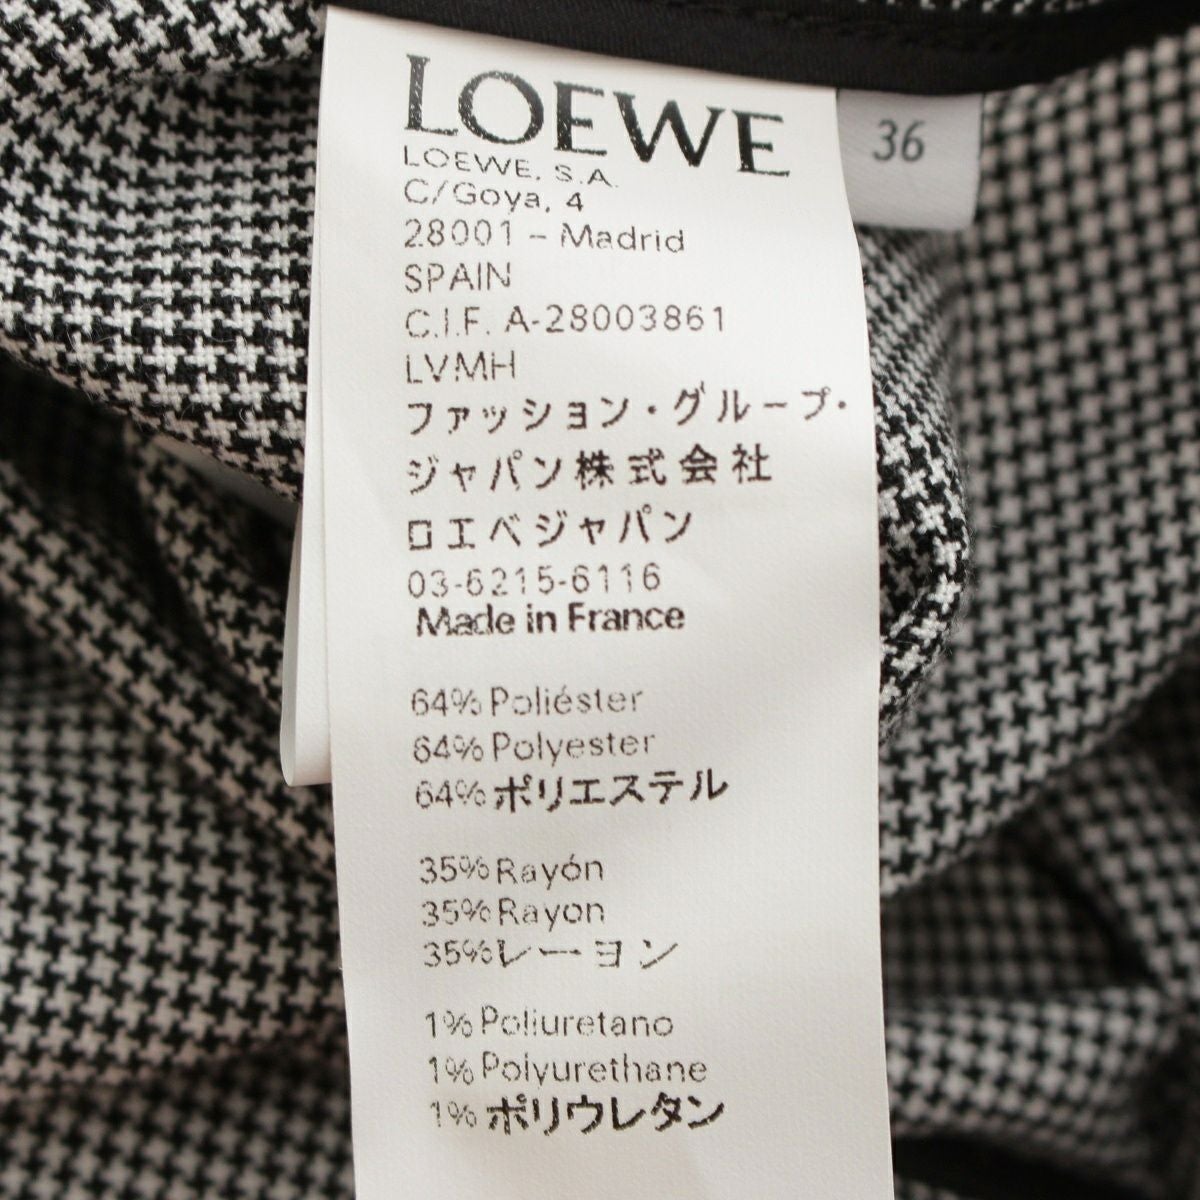 LOEWE
36
LOEWE, S.A.
C/Goya, 4
28001 – Madrid
SPAIN
C.I.F. A-28003861
LVMH
ファッション・グループ・
ジャパン株式会社
ロエベジャパン
03-6215-6116
Made in France
64% Poliéster
64% Polyester
64% ポリエステル
35% Rayón
35% Rayon
35% レーヨン
1% Poliuretano
1% Polyurethane
1% ポリウレタン